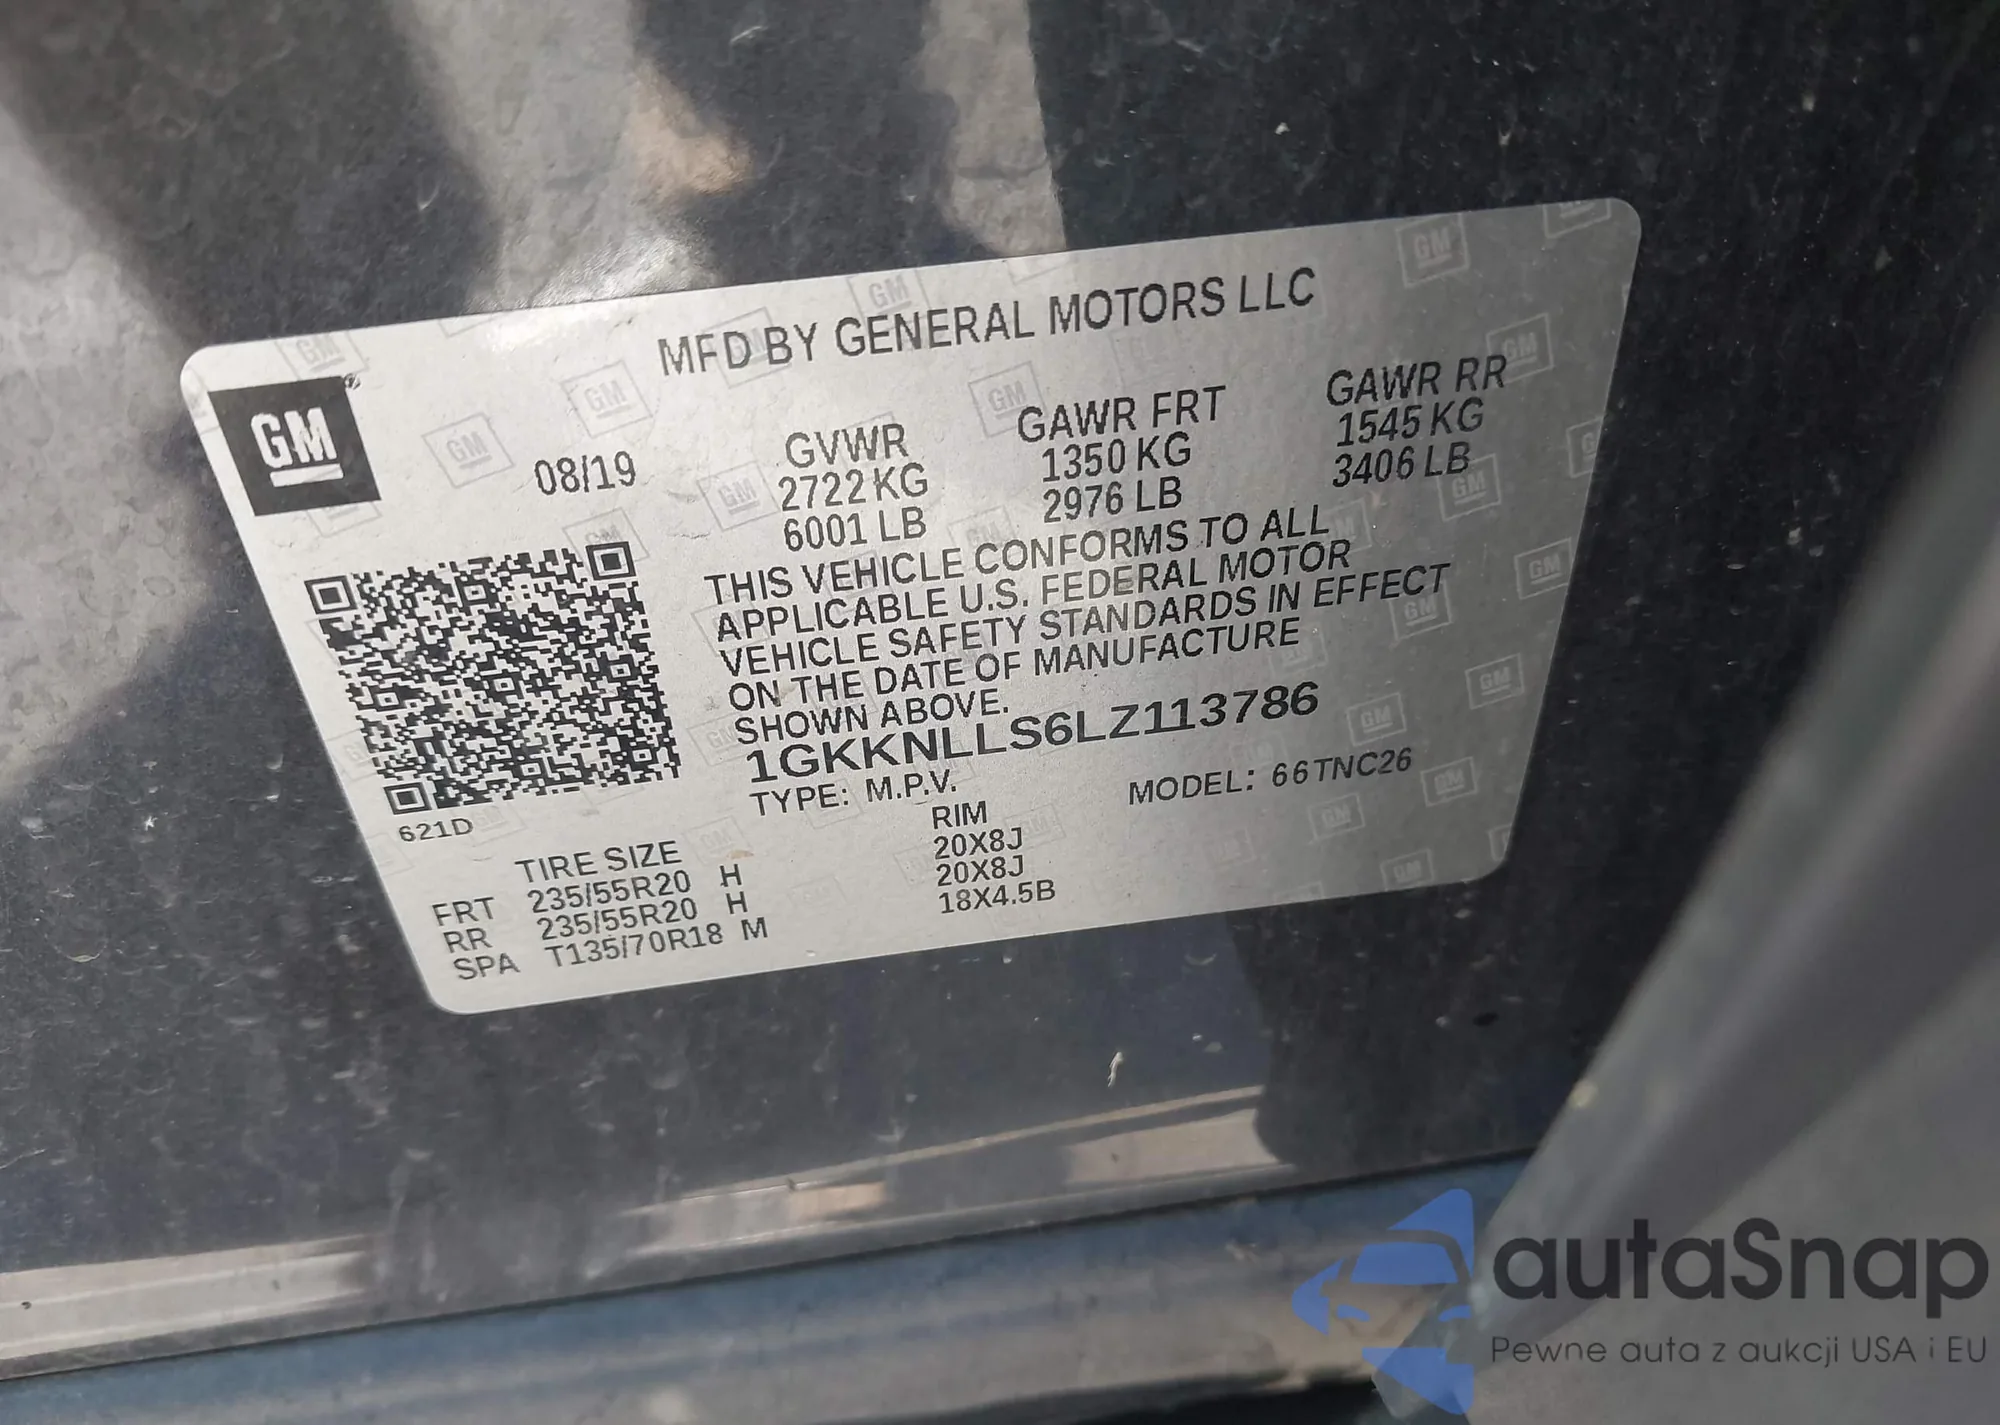 MFD BY GENERAL MOTORS LLC
GM
08/19
GVWR
2722 KG
6001 LB
GAWR FRT
1350 KG
2976 LB
GAWR RR
1545 KG
3406 LB
THIS VEHICLE CONFORMS TO ALL
APPLICABLE U.S. FEDERAL MOTOR
VEHICLE SAFETY STANDARDS IN EFFECT
ON THE DATE OF MANUFACTURE
SHOWN ABOVE.
1GKKNLLS6LZ113786
TYPE: M.P.V. MODEL: 66TNC26
621D
TIRE SIZE RIM
FRT 235/55R20 H 20X8J
RR 235/55R20 H 20X8J
SPA T135/70R18 M 18X4.5B
autaSnap
Pewne auta z aukcji USA i EU